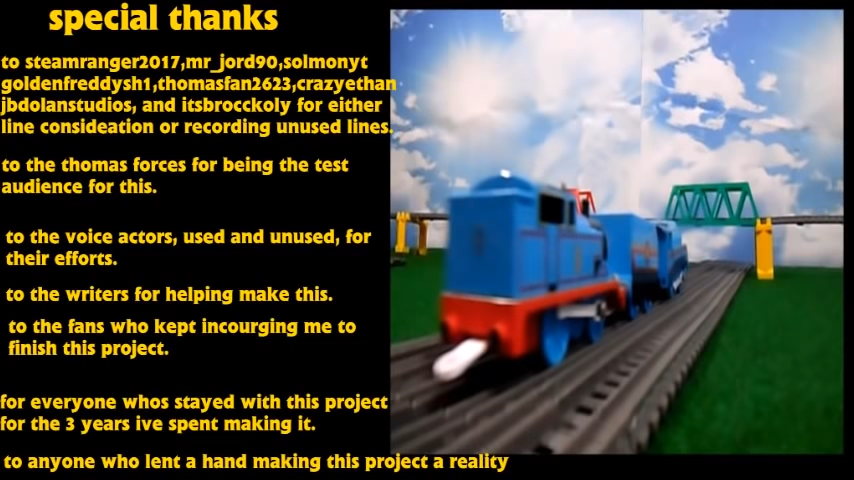 special thanks
to steamranger2017,mr_jord90,solmonyt
goldenfreddysh1,thomasfan2623,crazyethan
jbdolanstudios, and itsbrocckoly for either
line consideation or recording unused lines.
to the thomas forces for being the test
audience for this.
to the voice actors, used and unused, for
their efforts.
to the writers for helping make this.
to the fans who kept incourging me to
finish this project.
for everyone whos stayed with this project
for the 3 years ive spent making it.
to anyone who lent a hand making this project a reality